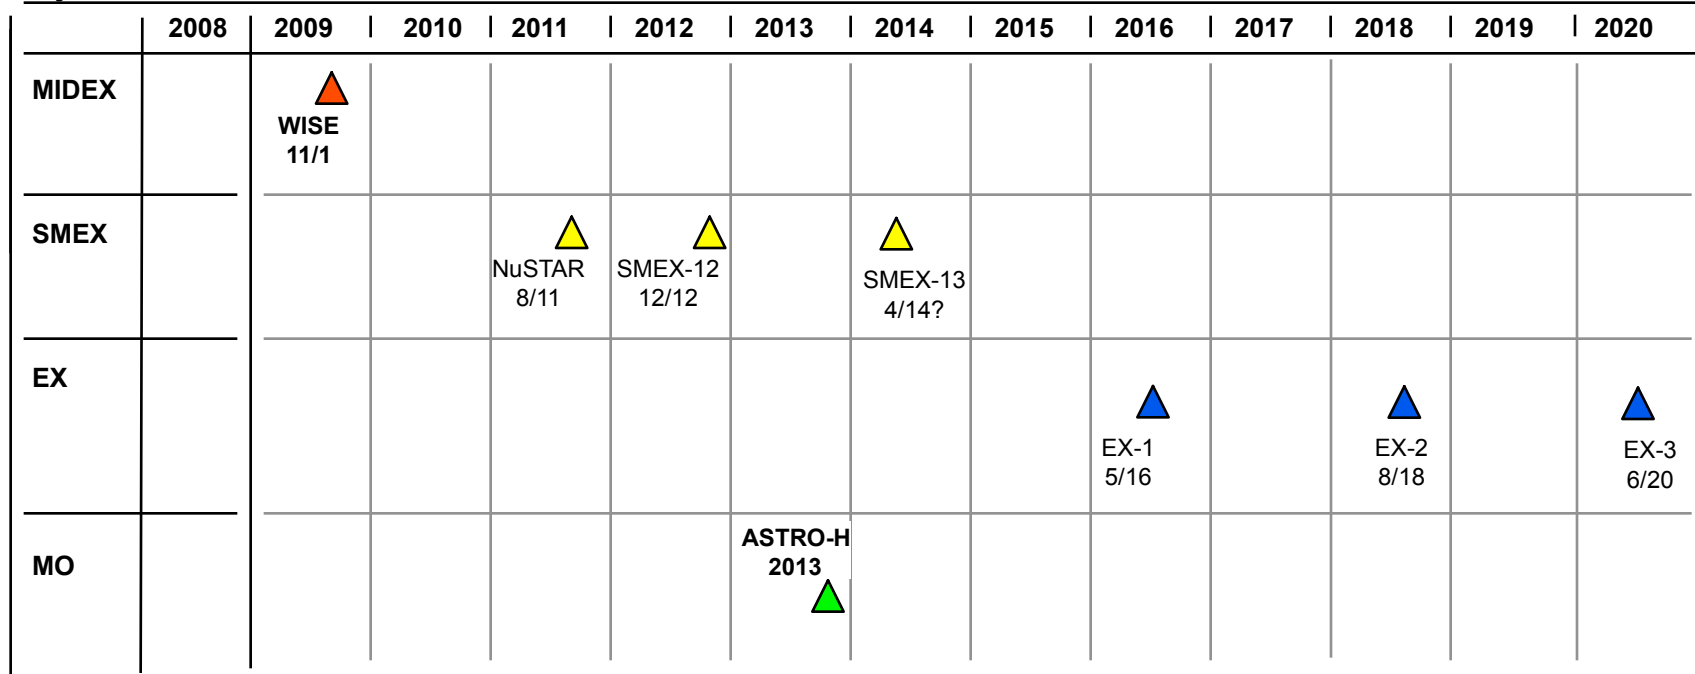 2008 2009 2010 2011 2012 2013 2014 2015 2016 2017 2018 2019 2020
MIDEX
WISE
11/1
SMEX
NuSTAR
8/11
SMEX-12
12/12
SMEX-13
4/14?
EX
EX-1
5/16
EX-2
8/18
EX-3
6/20
MO
ASTRO-H
2013